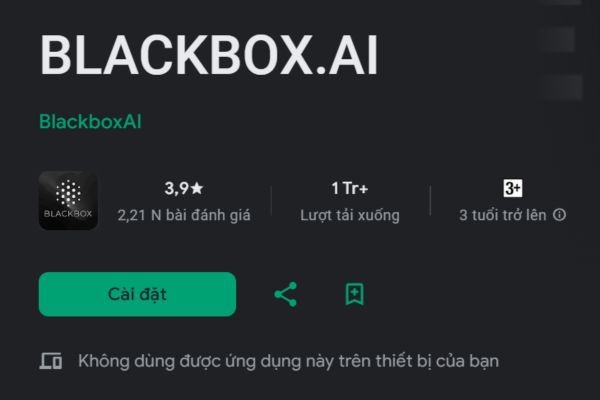 BLACKBOX.AI
BlackboxAI
BLACKBOX
3,9★
2,21 N bài đánh giá
1 Tr+
Lượt tải xuống
3+
3 tuổi trở lên
Cài đặt
Không dùng được ứng dụng này trên thiết bị của bạn